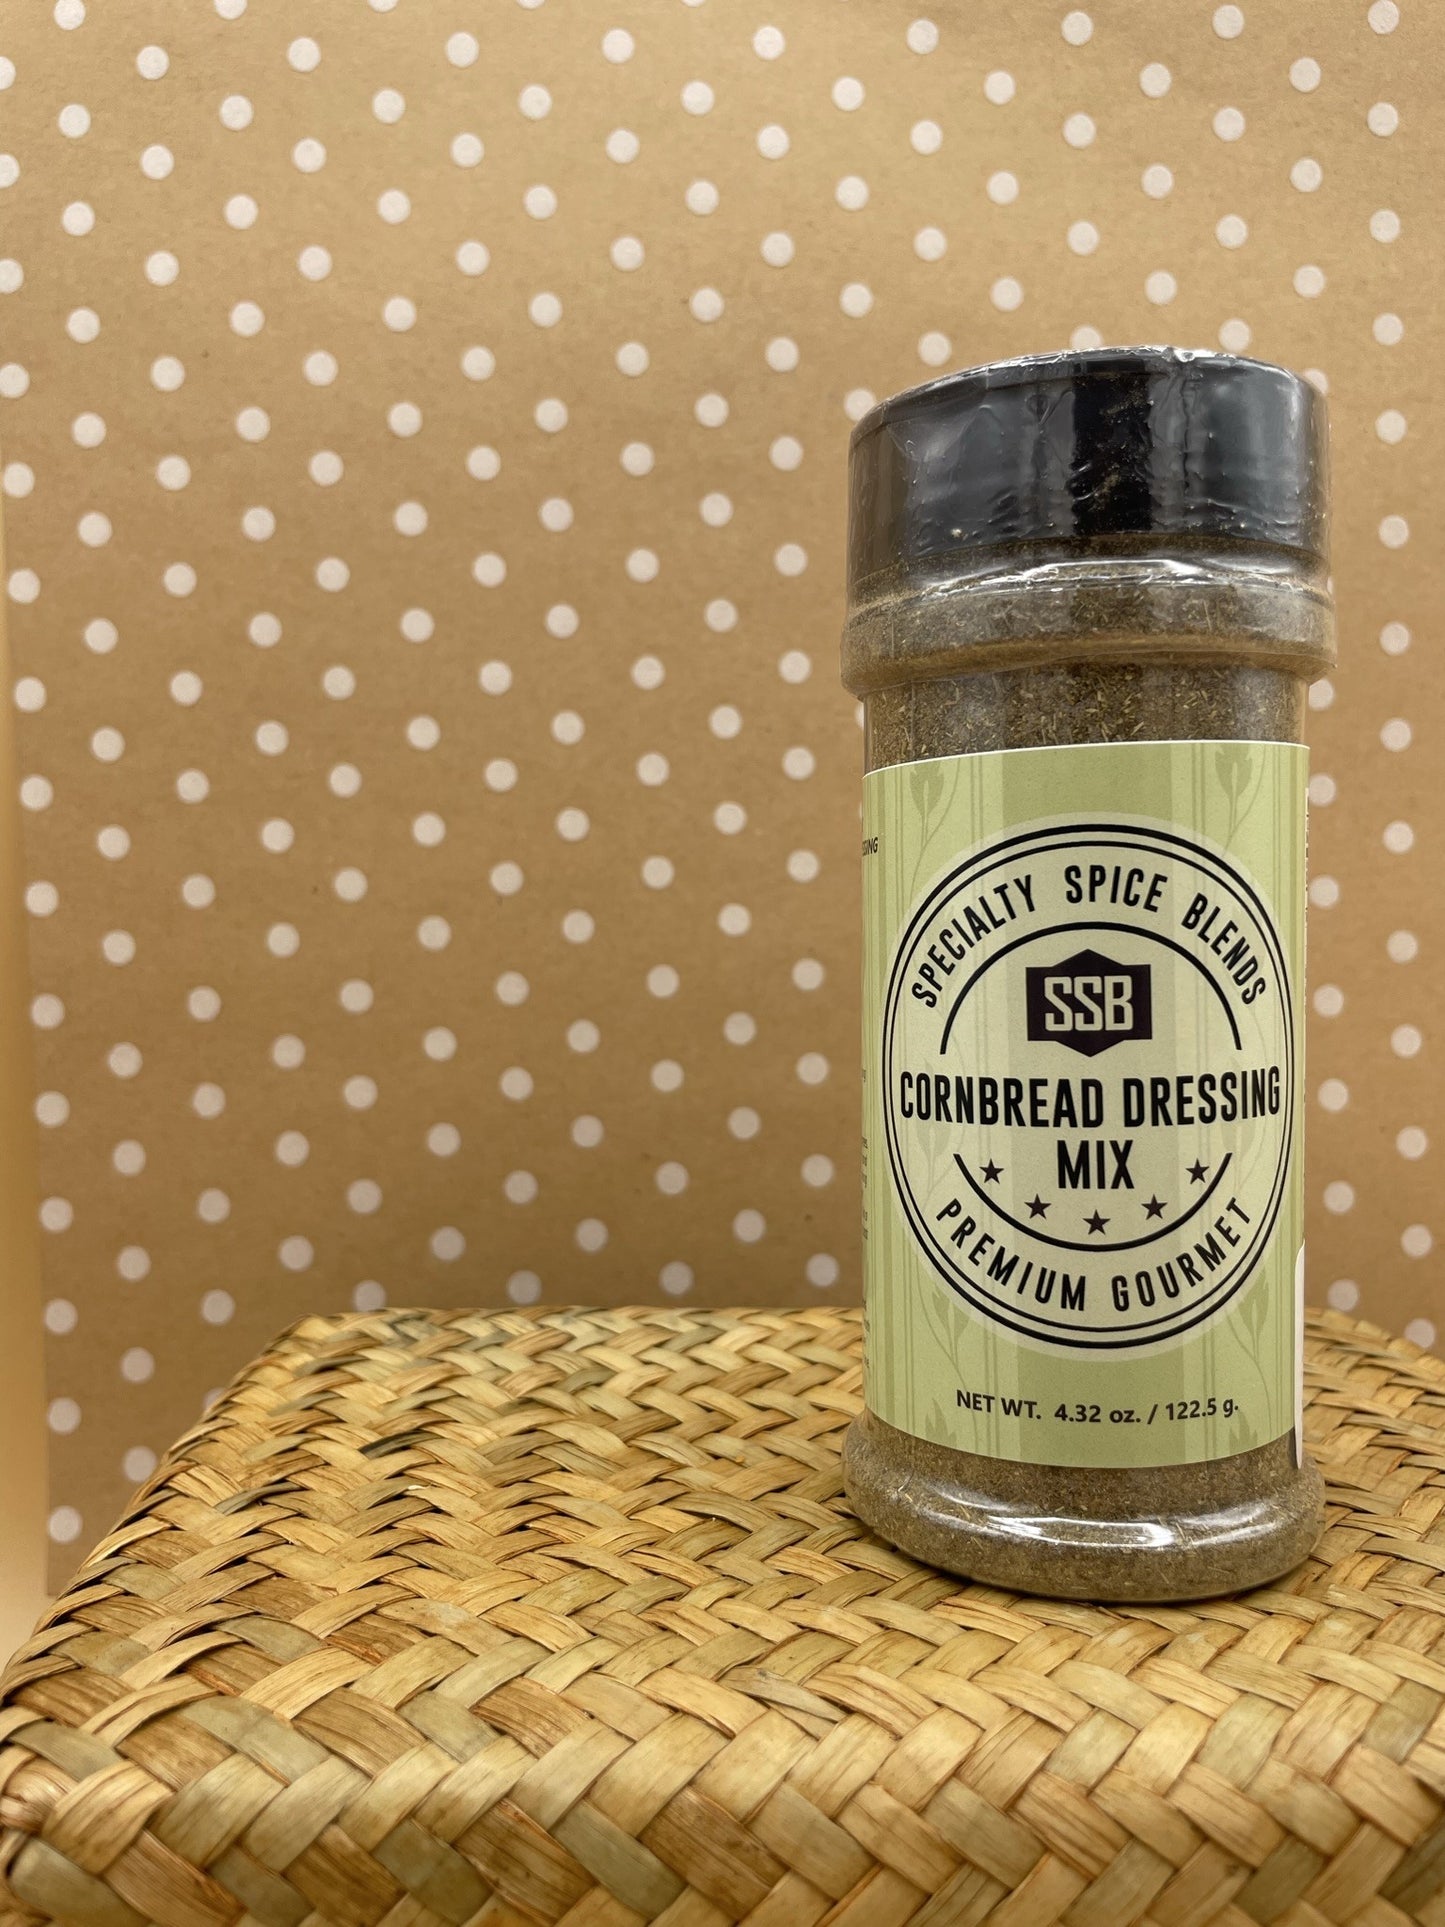 SPECIALTY SPICE BLENDS
SSB
CORNBREAD DRESSING
MIX
PREMIUM GOURMET
NET WT. 4.32 oz. / 122.5 g.